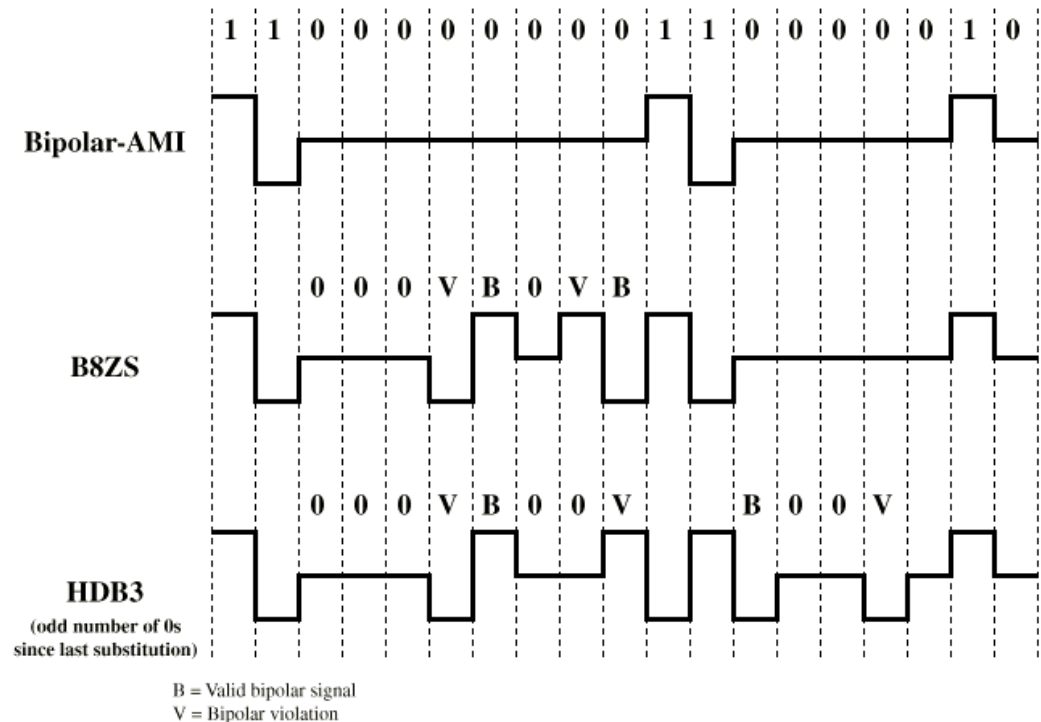 1 1 0 0 0 0 0 0 0 0 1 1 0 0 0 0 0 1 0
Bipolar-AMI
0 0 0 V B 0 V B
B8ZS
0 0 0 V B 0 0 V B 0 0 V
HDB3
(odd number of 0s
since last substitution)
B = Valid bipolar signal
V = Bipolar violation